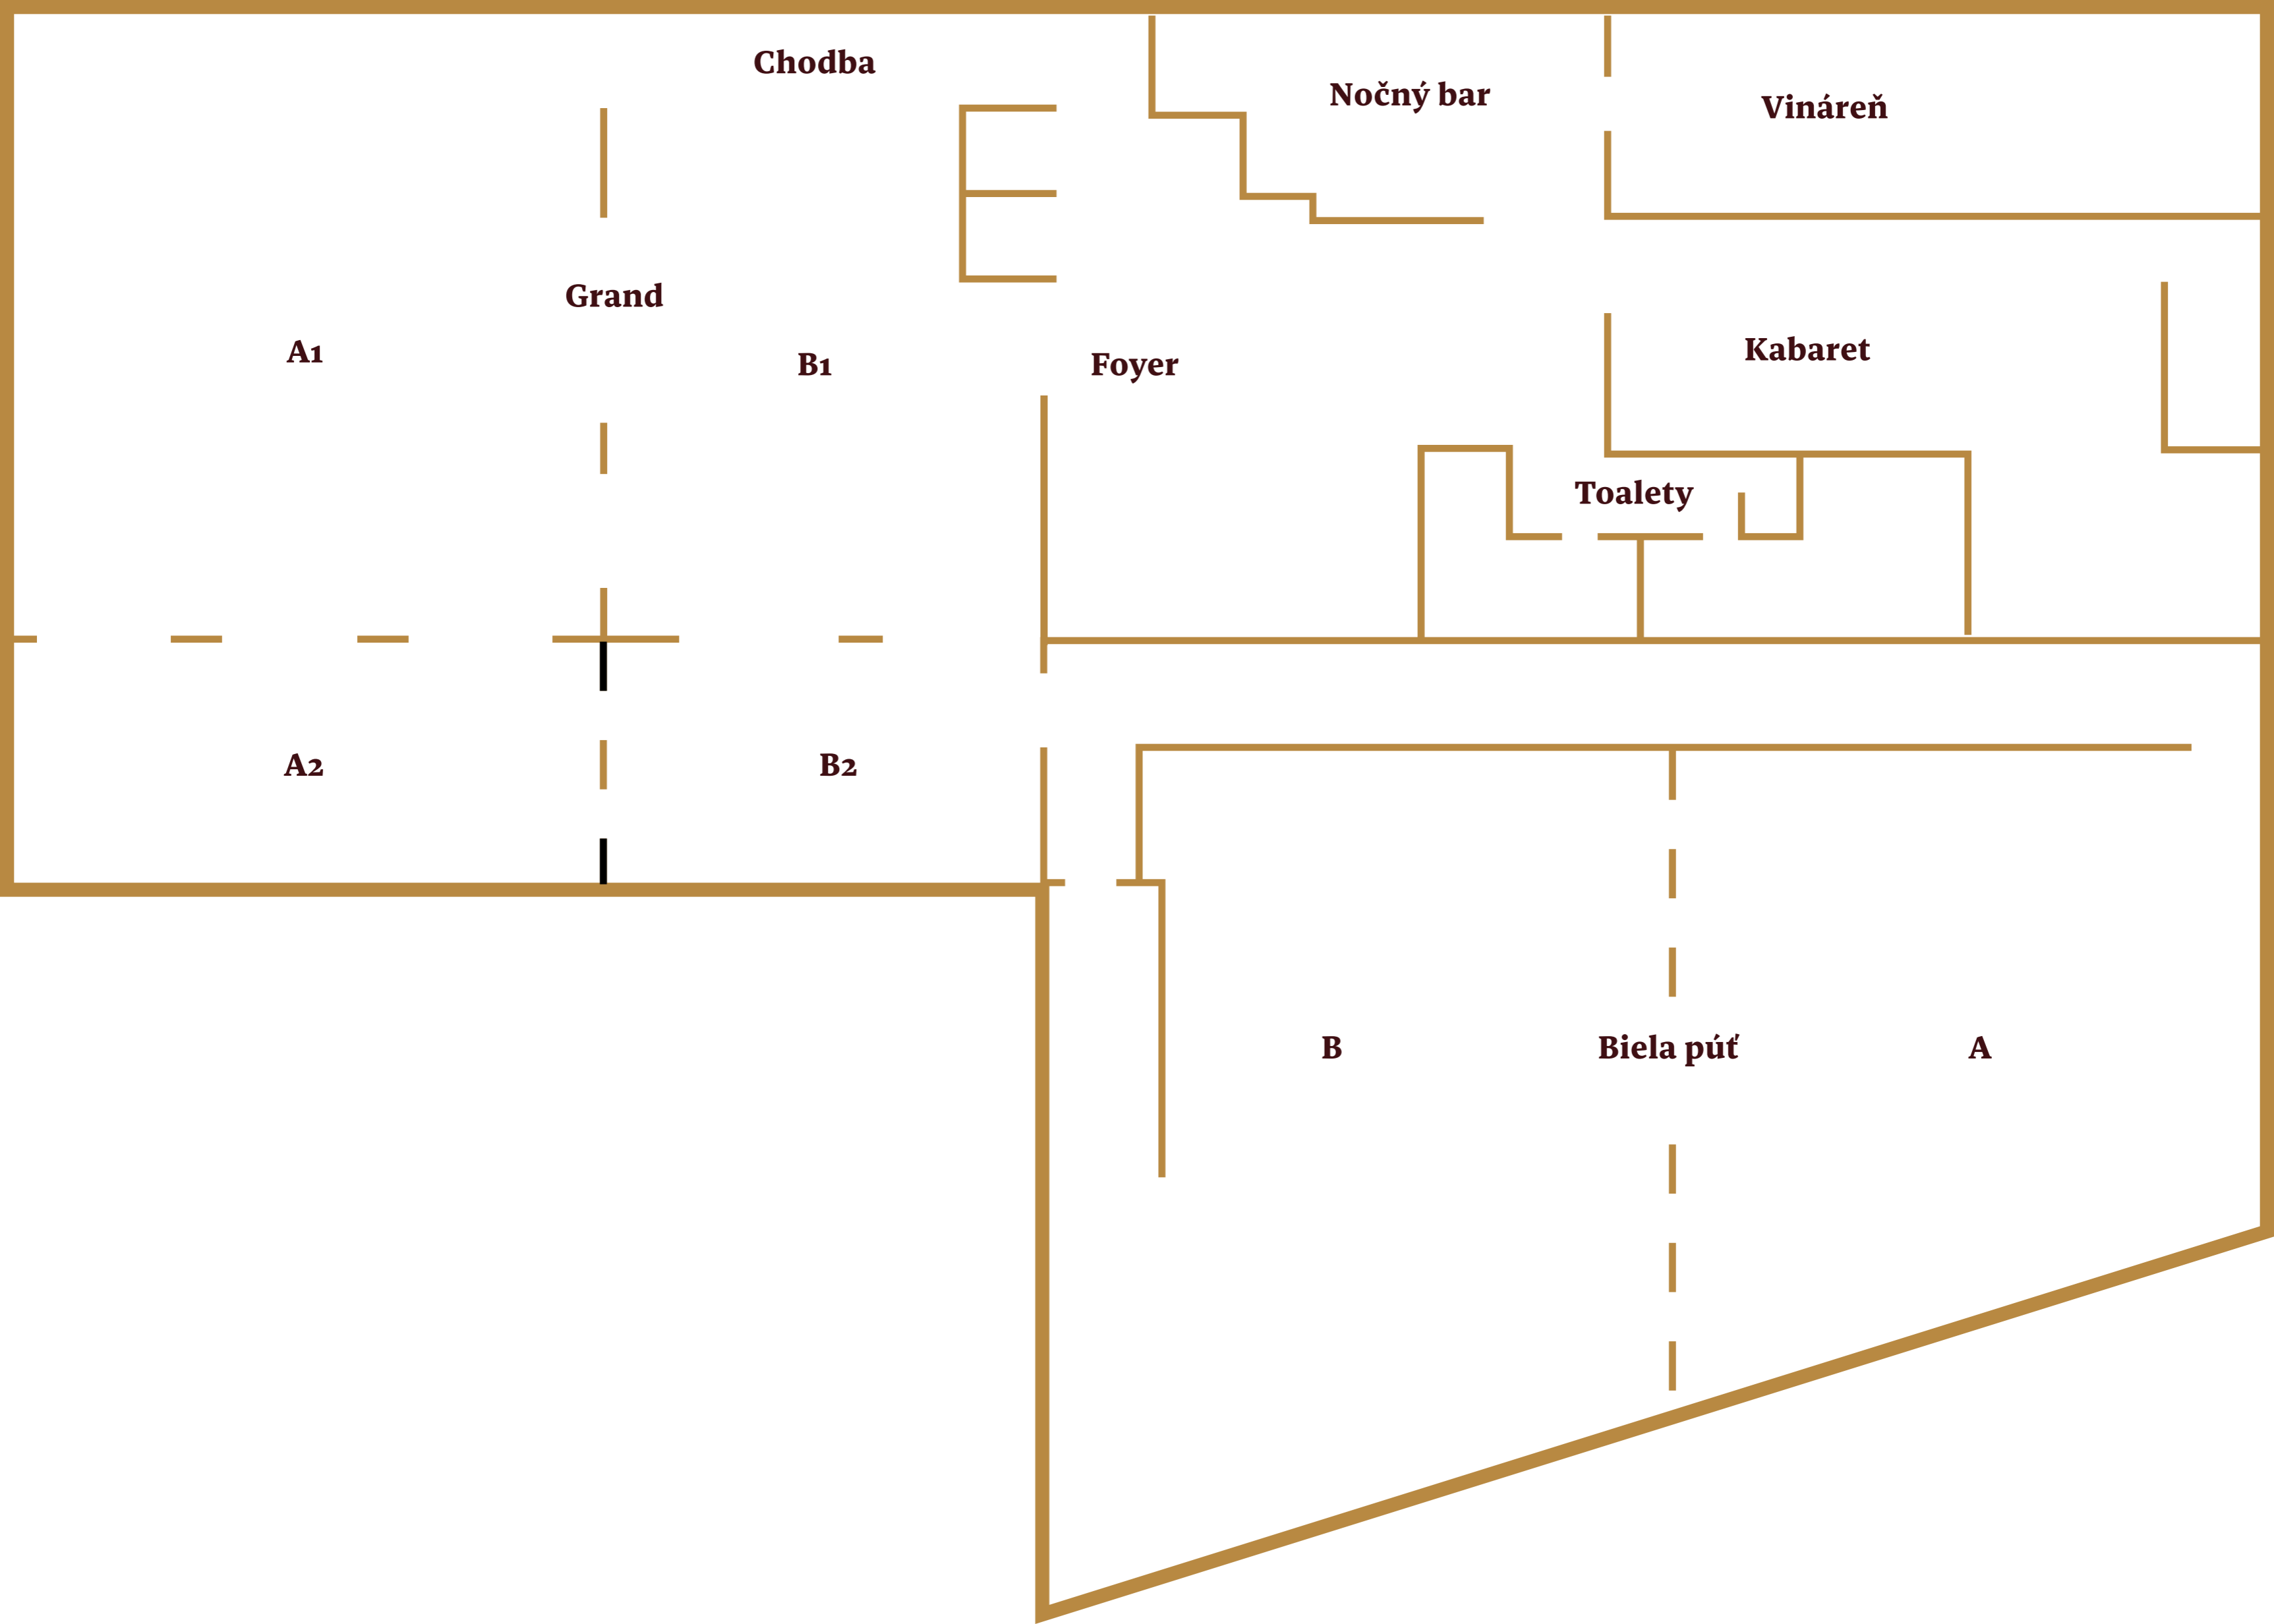 Chodba
Nočný bar
Vináreň
Grand
A1
B1
Foyer
Kabaret
Toalety
A2
B2
B
Biela púť
A